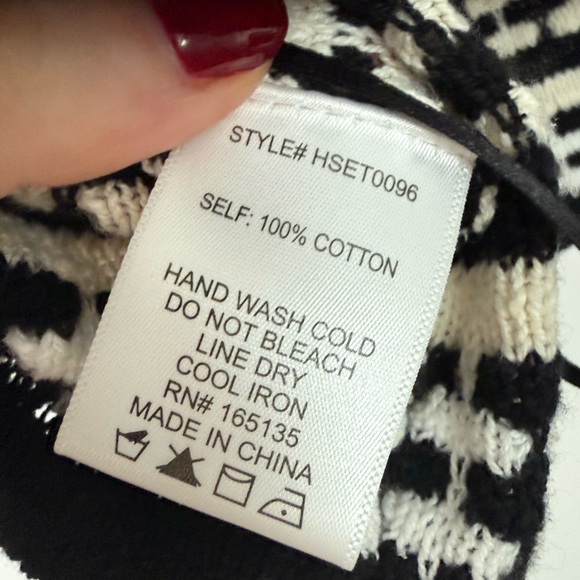 STYLE# HSET0096
SELF: 100% COTTON
HAND WASH COLD
DO NOT BLEACH
LINE DRY
COOL IRON
RN# 165135
MADE IN CHINA